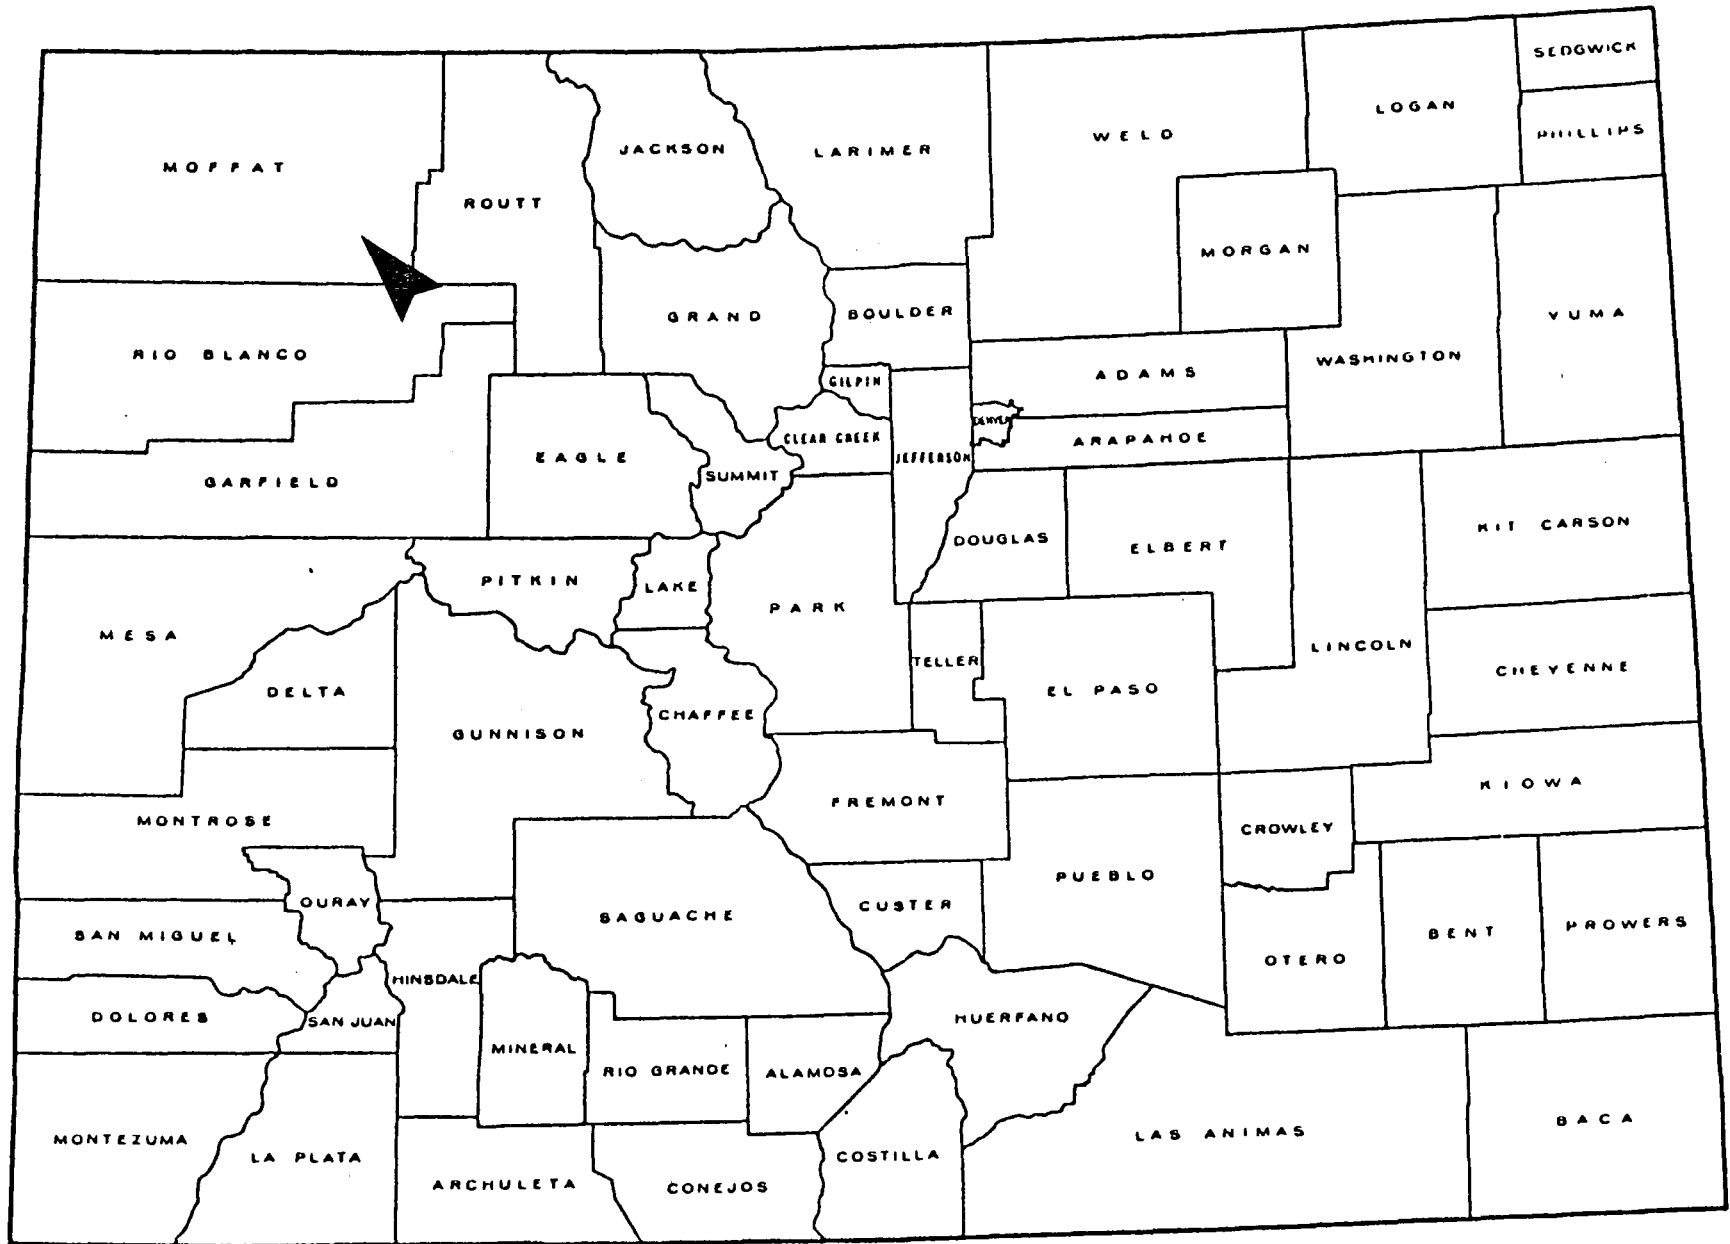 SEDGWICK
LOGAN
PHILLIPS
WELD
JACKSON
LARIMER
MOFFAT
ROUTT
MORGAN
YUMA
GRAND
BOULDER
RIO BLANCO
WASHINGTON
GILPIN
ADAMS
DENVER
CLEAR CREEK
ARAPAHOE
EAGLE
JEFFERSON
SUMMIT
GARFIELD
KIT CARSON
DOUGLAS
ELBERT
PITKIN
LAKE
PARK
MESA
LINCOLN
TELLER
CHEYENNE
DELTA
EL PASO
CHAFFEE
GUNNISON
KIOWA
FREMONT
MONTROSE
CROWLEY
PUEBLO
OURAY
CUSTER
SAGUACHE
PROWERS
BENT
SAN MIGUEL
OTERO
HINSDALE
DOLORES
SAN JUAN
HUERFANO
MINERAL
RIO GRANDE
ALAMOSA
BACA
LAS ANIMAS
MONTEZUMA
LA PLATA
COSTILLA
ARCHULETA
CONEJOS